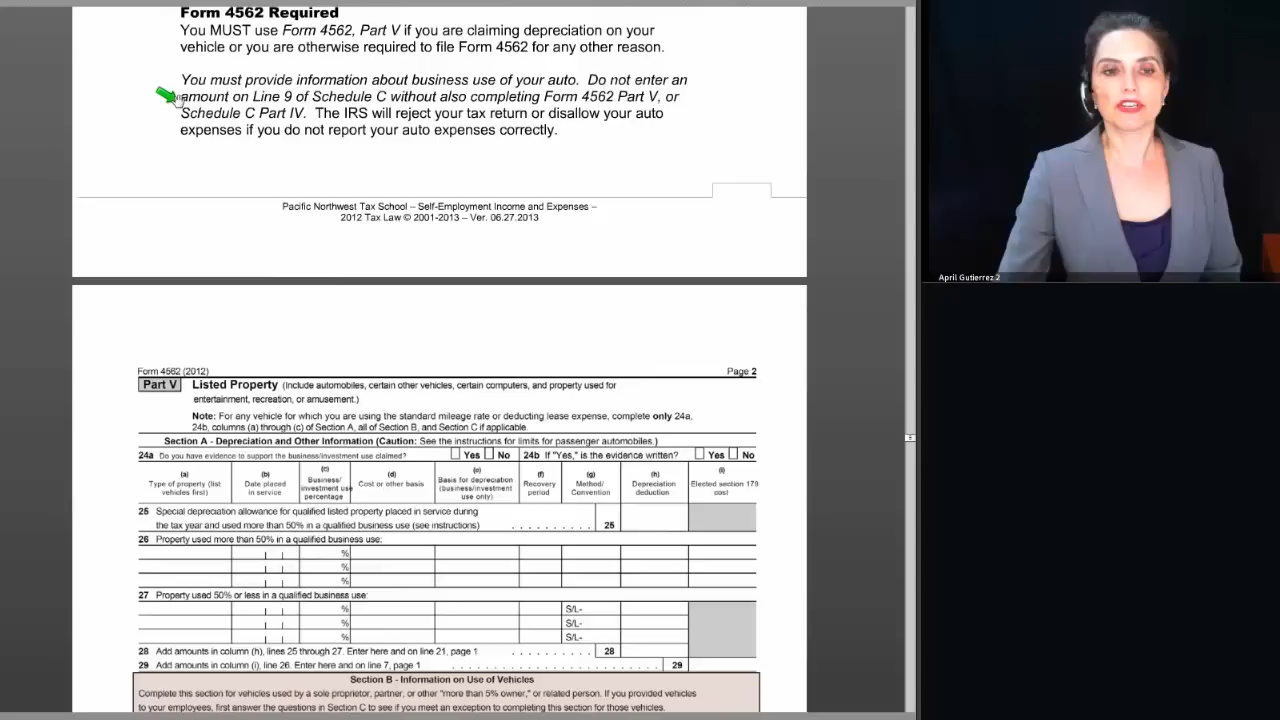 Form 4562 Required
You MUST use Form 4562, Part V if you are claiming depreciation on your
vehicle or you are otherwise required to file Form 4562 for any other reason.
You must provide information about business use of your auto. Do not enter an
amount on Line 9 of Schedule C without also completing Form 4562 Part V, or
Schedule C Part IV. The IRS will reject your tax return or disallow your auto
expenses if you do not report your auto expenses correctly.
Pacific Northwest Tax School – Self-Employment Income and Expenses –
2012 Tax Law © 2001-2013 – Ver. 06.27.2013
April Gutierrez 2
Form 4562 (2012) Page 2
Part V Listed Property (Include automobiles, certain other vehicles, certain computers, and property used for
entertainment, recreation, or amusement.)
Note: For any vehicle for which you are using the standard mileage rate or deducting lease expense, complete only 24a,
24b, columns (a) through (c) of Section A, all of Section B, and Section C if applicable.
Section A - Depreciation and Other Information (Caution: See the instructions for limits for passenger automobiles.)
24a Do you have evidence to support the business/investment use claimed? Yes No 24b If "Yes," is the evidence written? Yes No
(a)
Type of property (list
vehicles first)
(b)
Date placed
in service
(c)
Business/
investment use
percentage
(d)
Cost or other basis
(e)
Basis for depreciation
(business/investment
use only)
(f)
Recovery
period
(g)
Method/
Convention
(h)
Depreciation
deduction
(i)
Elected section 179
cost
25 Special depreciation allowance for qualified listed property placed in service during
the tax year and used more than 50% in a qualified business use (see instructions) . . . . . . . . . 25
26 Property used more than 50% in a qualified business use:
%
%
%
27 Property used 50% or less in a qualified business use:
% S/L-
% S/L-
% S/L-
28 Add amounts in column (h), lines 25 through 27. Enter here and on line 21, page 1 . . . . . . . . . 28
29 Add amounts in column (i), line 26. Enter here and on line 7, page 1 . . . . . . . . . . . . . . . . . . . . . . . 29
Section B - Information on Use of Vehicles
Complete this section for vehicles used by a sole proprietor, partner, or other "more than 5% owner," or related person. If you provided vehicles
to your employees, first answer the questions in Section C to see if you meet an exception to completing this section for those vehicles.